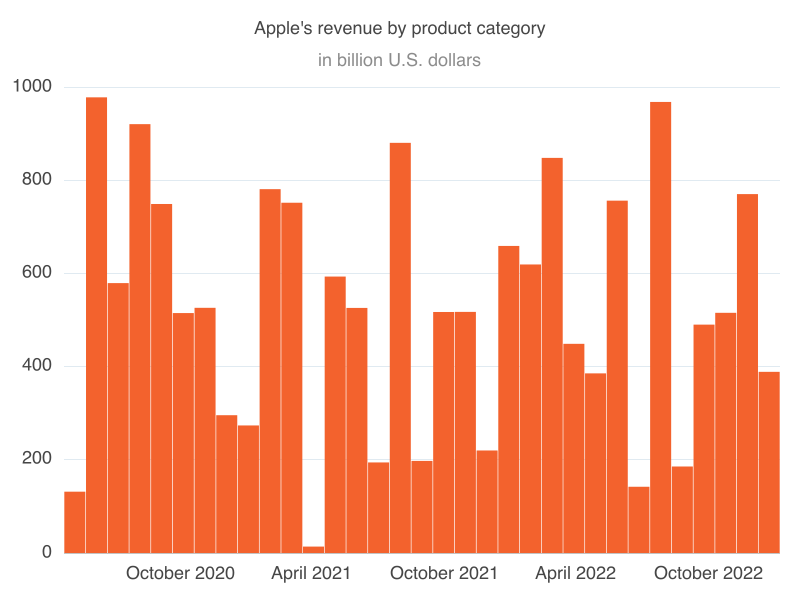 Apple's revenue by product category
in billion U.S. dollars
1000
800
600
400
200
0
October 2020 April 2021 October 2021 April 2022 October 2022